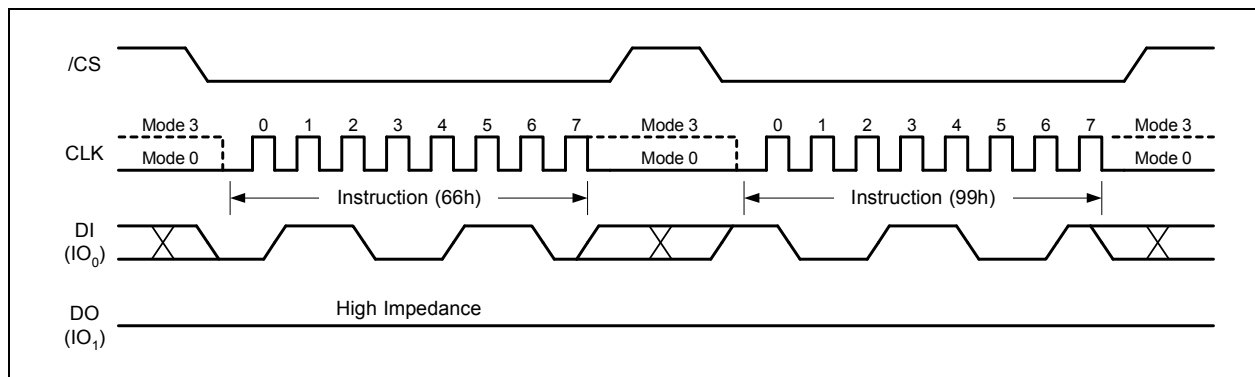 /CS
Mode 3 0 1 2 3 4 5 6 7 Mode 3 0 1 2 3 4 5 6 7 Mode 3
CLK Mode 0 Mode 0 Mode 0
Instruction (66h) Instruction (99h)
DI
(IO0)
High Impedance
DO
(IO1)